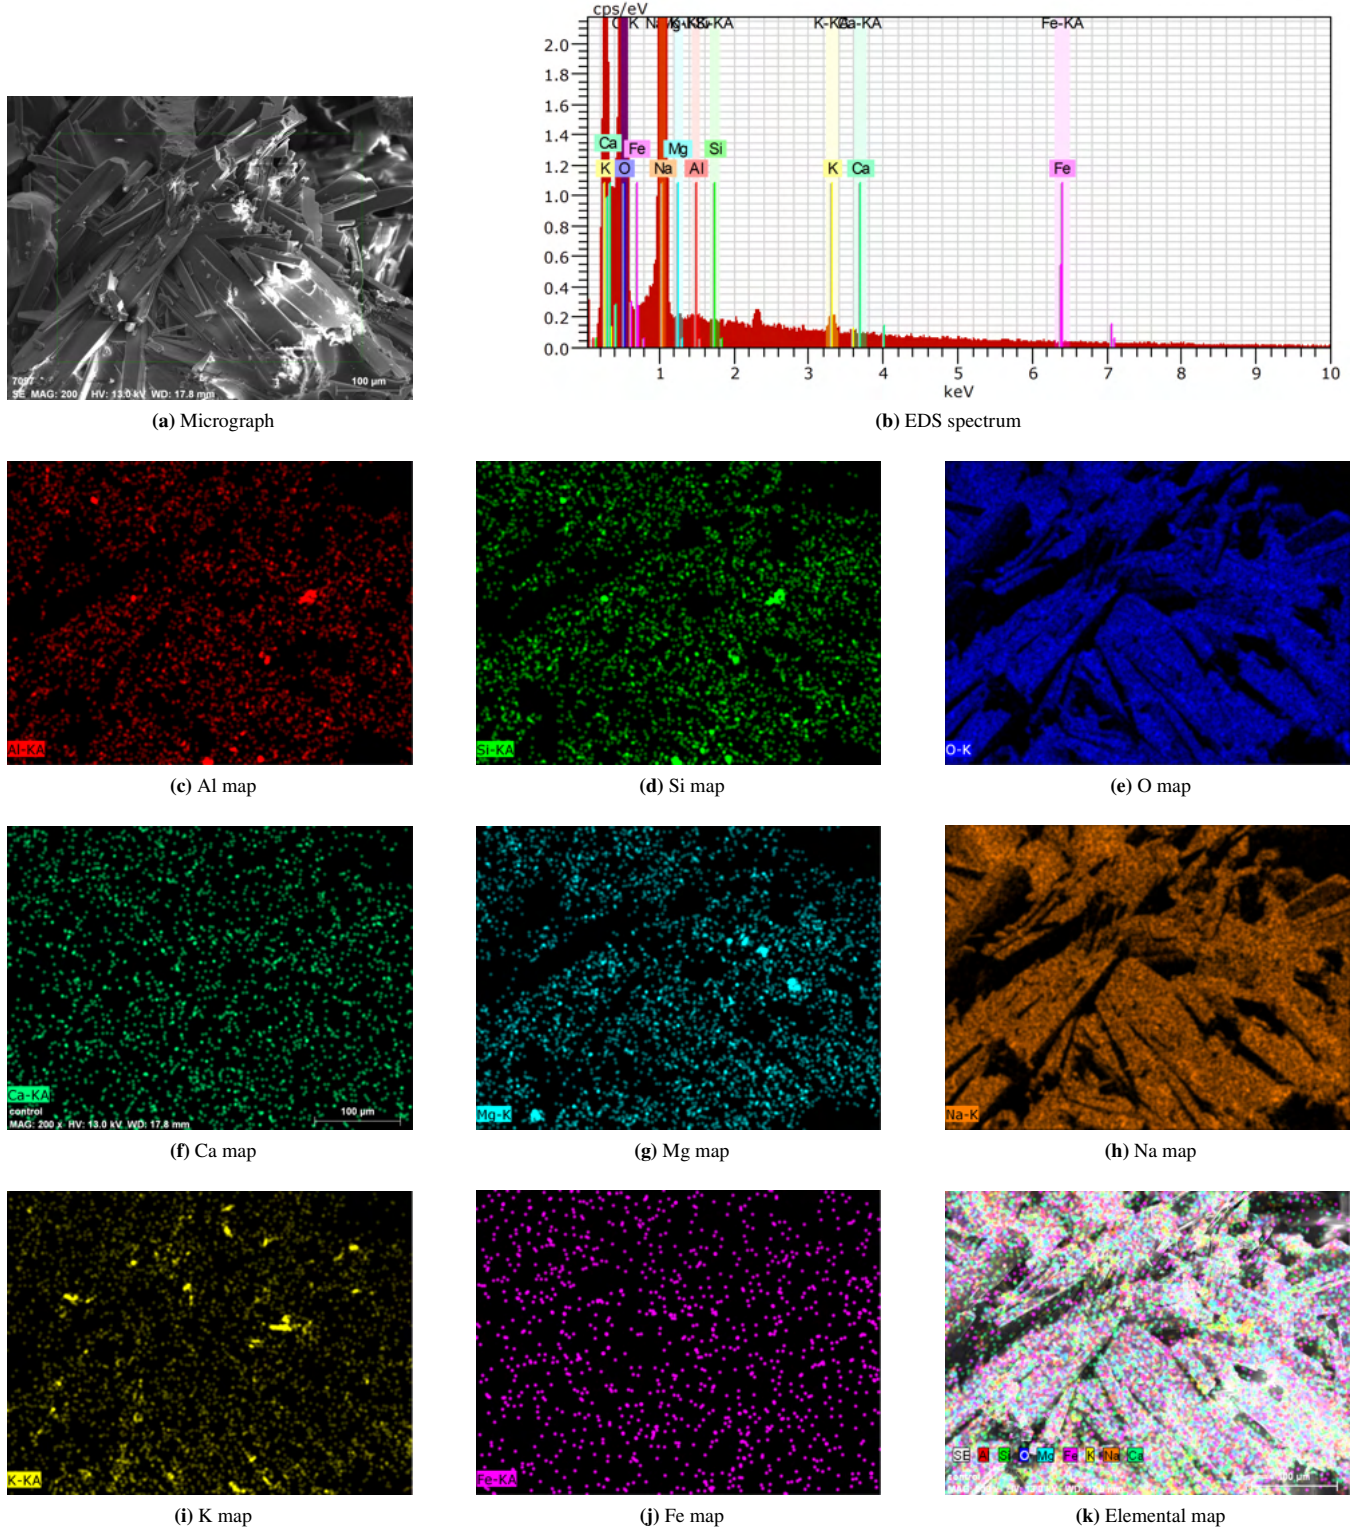 cps/eV
K-KA
Ca-KA
Fe-KA
2.0
1.8
1.6
1.4
1.2
1.0
0.8
0.6
0.4
0.2
0.0
Ca Fe Mg Si
K O Na Al K Ca Fe
1 2 3 4 5 6 7 8 9 10
keV
100 µm
SE MAG: 200 HV: 13.0 kV WD: 17.8 mm
(a) Micrograph
(b) EDS spectrum
Al-KA
Si-KA
O-K
(c) Al map
(d) Si map
(e) O map
Ca-KA
control
100 µm
MAG: 200 x HV: 13.0 kV WD: 17.8 mm
Mg-K
Na-K
(f) Ca map
(g) Mg map
(h) Na map
K-KA
Fe-KA
SE Al Si O Mg Fe K Na Ca
(i) K map
(j) Fe map
(k) Elemental map